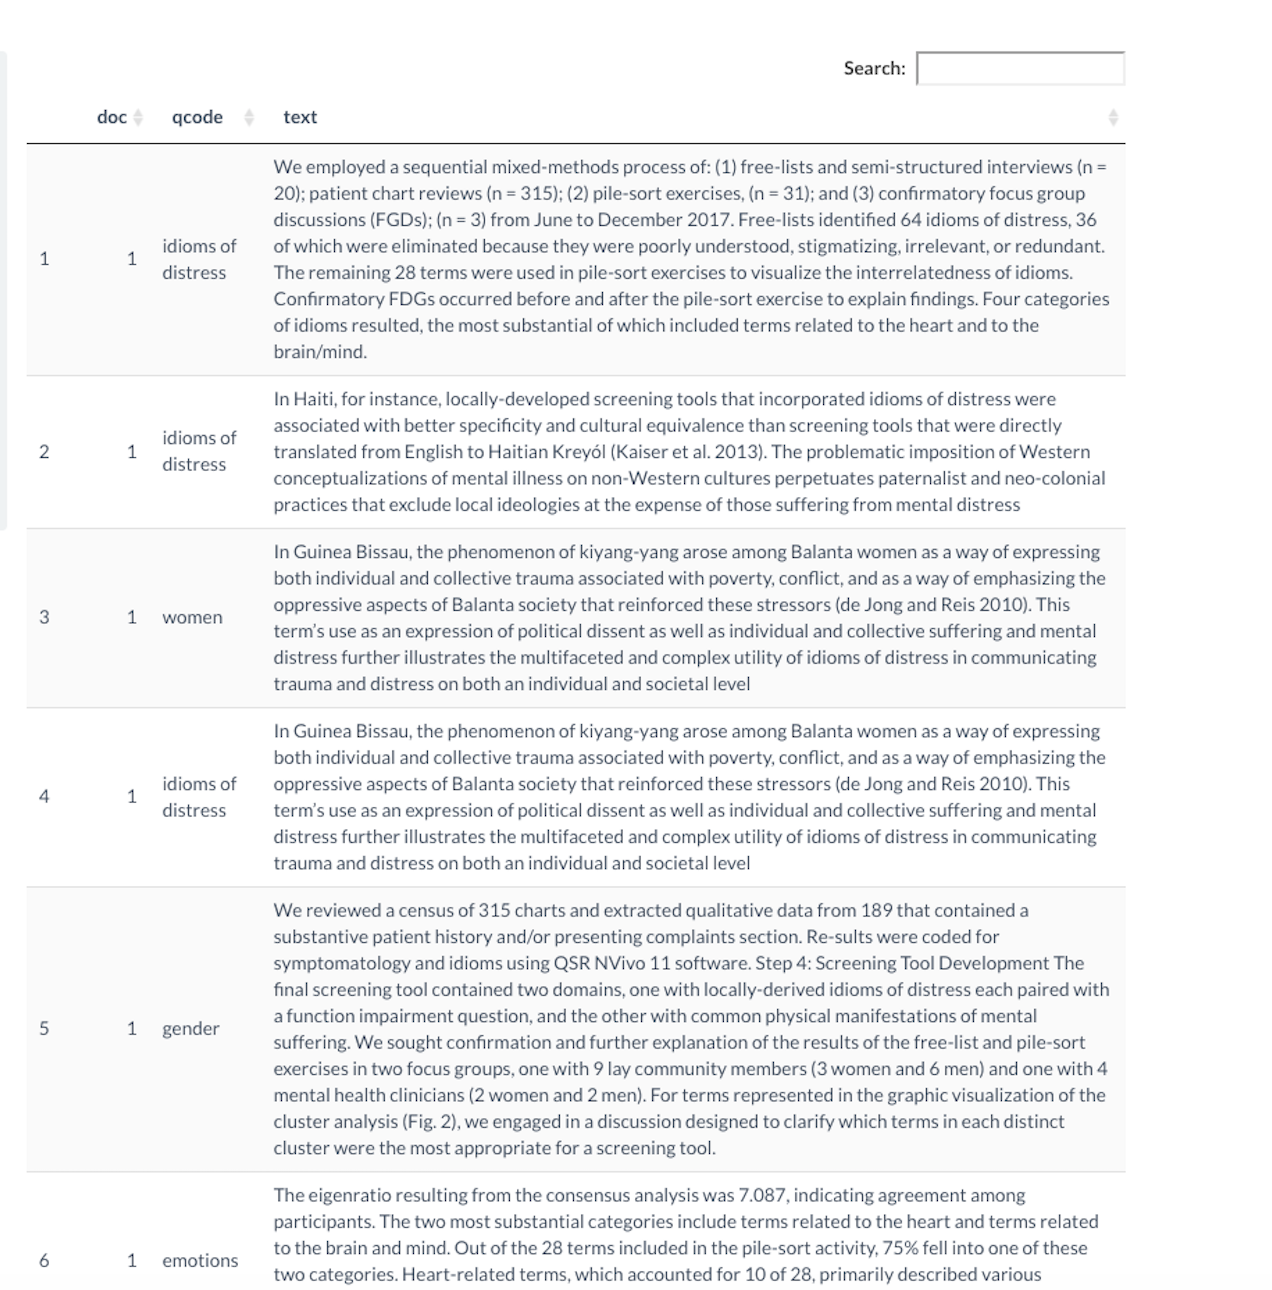 Search:
doc qcode text
We employed a sequential mixed-methods process of: (1) free-lists and semi-structured interviews (n =
20); patient chart reviews (n = 315); (2) pile-sort exercises, (n = 31); and (3) confirmatory focus group
discussions (FGDs); (n = 3) from June to December 2017. Free-lists identified 64 idioms of distress, 36
1 1 idioms of distress of which were eliminated because they were poorly understood, stigmatizing, irrelevant, or redundant.
The remaining 28 terms were used in pile-sort exercises to visualize the interrelatedness of idioms.
Confirmatory FDGs occurred before and after the pile-sort exercise to explain findings. Four categories
of idioms resulted, the most substantial of which included terms related to the heart and to the
brain/mind.
In Haiti, for instance, locally-developed screening tools that incorporated idioms of distress were
associated with better specificity and cultural equivalence than screening tools that were directly
2 1 idioms of distress translated from English to Haitian Kreyól (Kaiser et al. 2013). The problematic imposition of Western
conceptualizations of mental illness on non-Western cultures perpetuates paternalist and neo-colonial
practices that exclude local ideologies at the expense of those suffering from mental distress
In Guinea Bissau, the phenomenon of kiyang-yang arose among Balanta women as a way of expressing
both individual and collective trauma associated with poverty, conflict, and as a way of emphasizing the
oppressive aspects of Balanta society that reinforced these stressors (de Jong and Reis 2010). This
3 1 women term’s use as an expression of political dissent as well as individual and collective suffering and mental
distress further illustrates the multifaceted and complex utility of idioms of distress in communicating
trauma and distress on both an individual and societal level
In Guinea Bissau, the phenomenon of kiyang-yang arose among Balanta women as a way of expressing
both individual and collective trauma associated with poverty, conflict, and as a way of emphasizing the
4 1 idioms of distress oppressive aspects of Balanta society that reinforced these stressors (de Jong and Reis 2010). This
term’s use as an expression of political dissent as well as individual and collective suffering and mental
distress further illustrates the multifaceted and complex utility of idioms of distress in communicating
trauma and distress on both an individual and societal level
We reviewed a census of 315 charts and extracted qualitative data from 189 that contained a
substantive patient history and/or presenting complaints section. Re-sults were coded for
symptomatology and idioms using QSR NVivo 11 software. Step 4: Screening Tool Development The
final screening tool contained two domains, one with locally-derived idioms of distress each paired with
5 1 gender a function impairment question, and the other with common physical manifestations of mental
suffering. We sought confirmation and further explanation of the results of the free-list and pile-sort
exercises in two focus groups, one with 9 lay community members (3 women and 6 men) and one with 4
mental health clinicians (2 women and 2 men). For terms represented in the graphic visualization of the
cluster analysis (Fig. 2), we engaged in a discussion designed to clarify which terms in each distinct
cluster were the most appropriate for a screening tool.
The eigenratio resulting from the consensus analysis was 7.087, indicating agreement among
participants. The two most substantial categories include terms related to the heart and terms related
to the brain and mind. Out of the 28 terms included in the pile-sort activity, 75% fell into one of these
6 1 emotions two categories. Heart-related terms, which accounted for 10 of 28, primarily described various